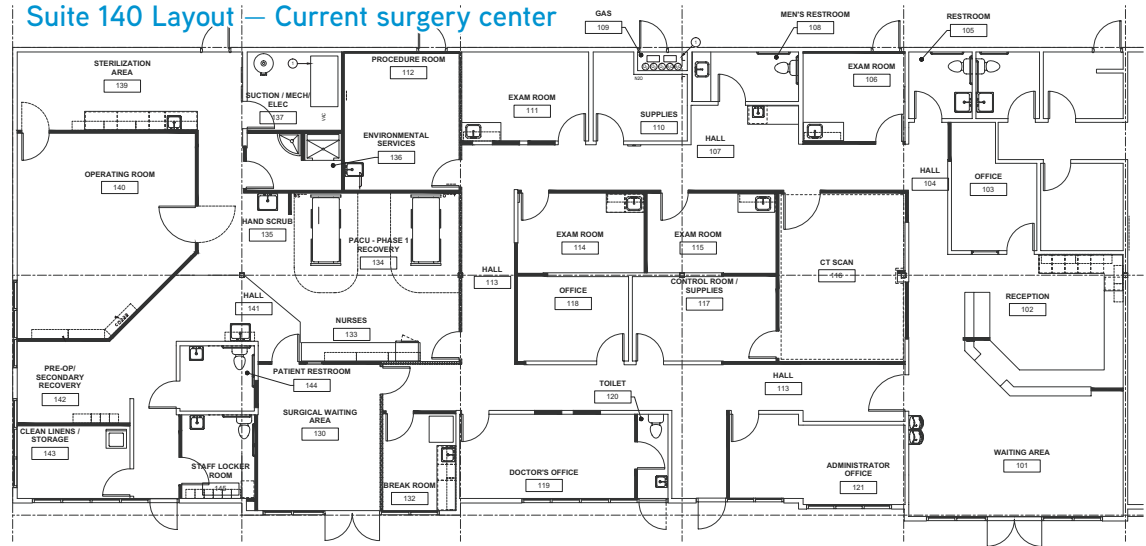 Suite 140 Layout — Current surgery center
GAS
109
MEN'S RESTROOM
108
RESTROOM
105
STERILIZATION
AREA
139
PROCEDURE ROOM
112
EXAM ROOM
106
SUCTION / MECH/
ELEC
137
EXAM ROOM
111
SUPPLIES
110
ENVIRONMENTAL
SERVICES
136
HALL
107
OPERATING ROOM
140
HALL
104
OFFICE
103
HAND SCRUB
135
PACU - PHASE 1
RECOVERY
134
EXAM ROOM
114
EXAM ROOM
115
CT SCAN
116
HALL
113
OFFICE
118
CONTROL ROOM /
SUPPLIES
117
HALL
141
RECEPTION
102
NURSES
133
PRE-OP/
SECONDARY
RECOVERY
142
PATIENT RESTROOM
144
HALL
113
TOILET
120
SURGICAL WAITING
AREA
130
CLEAN LINENS /
STORAGE
143
STAFF LOCKER
ROOM
145
BREAK ROOM
132
DOCTOR'S OFFICE
119
ADMINISTRATOR
OFFICE
121
WAITING AREA
101